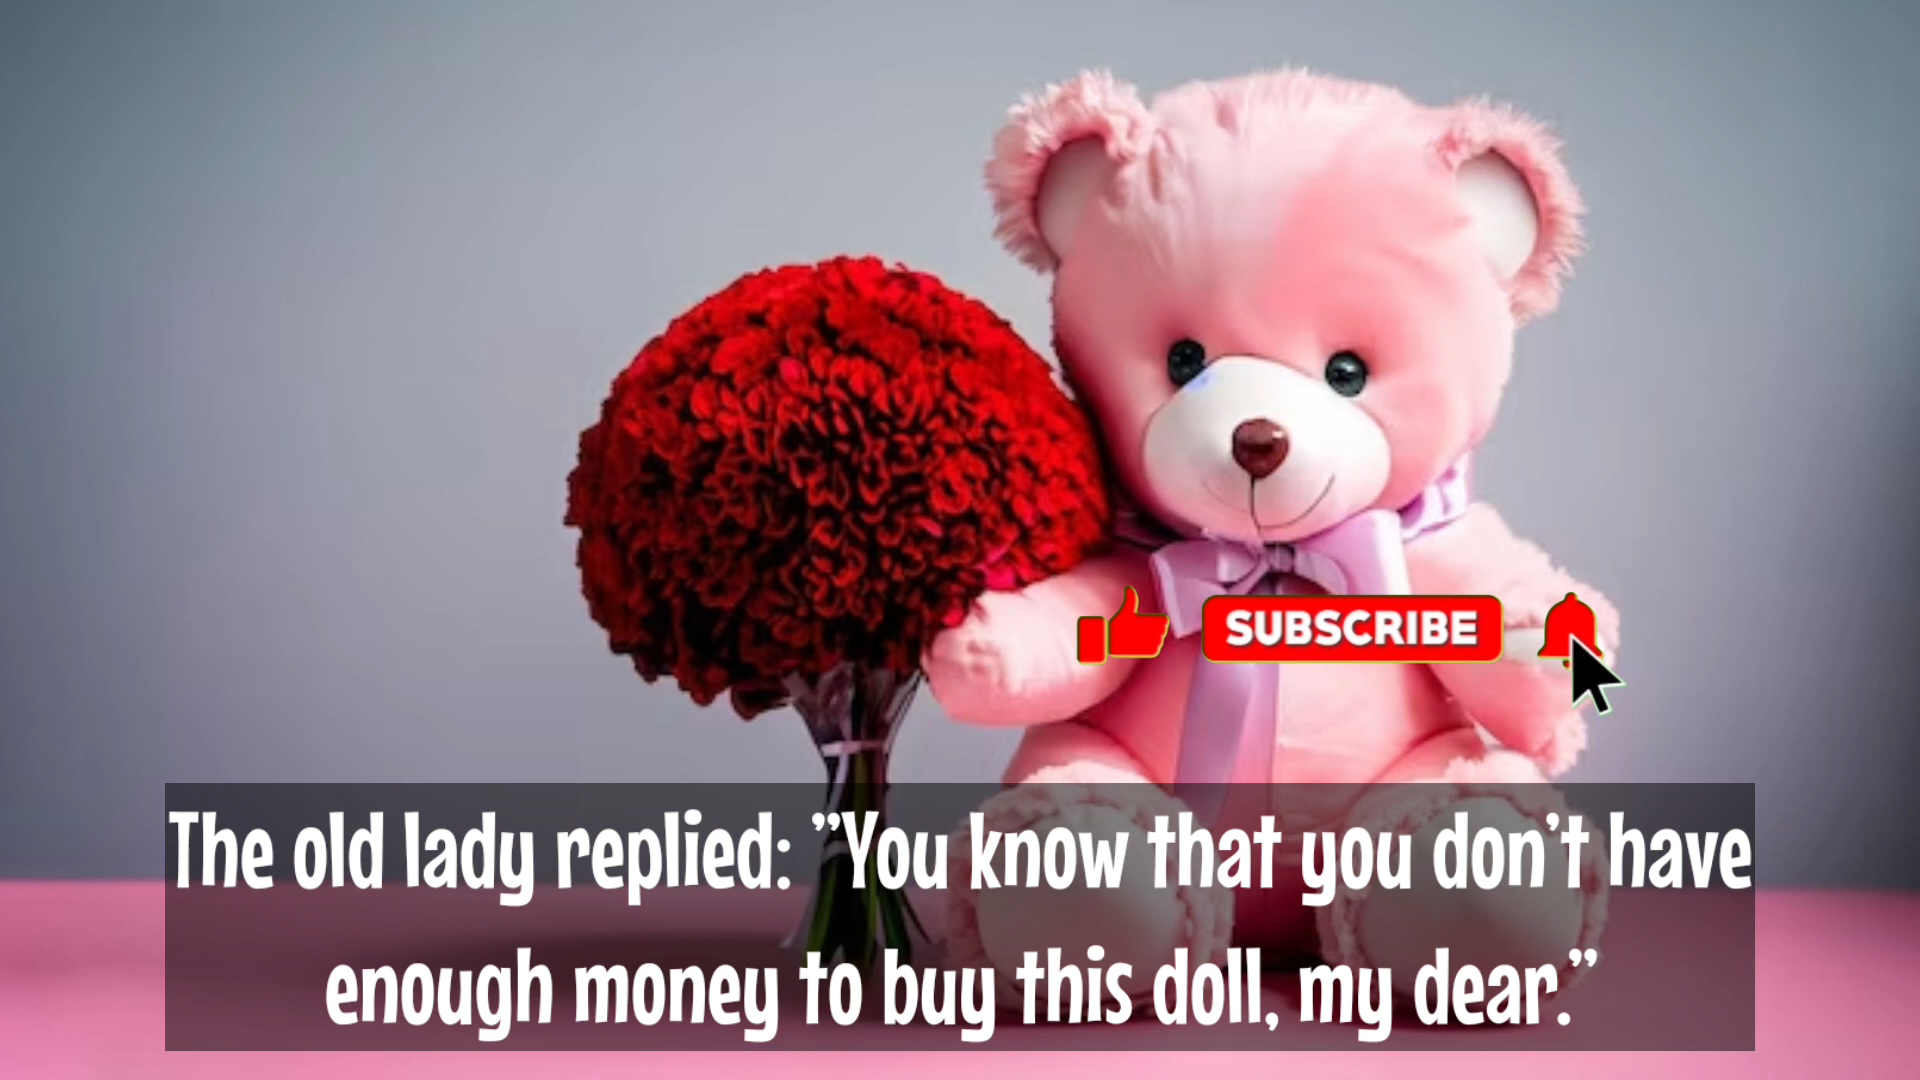 SUBSCRIBE
The old lady replied: ”You know that you don’t have
enough money to buy this doll, my dear.”